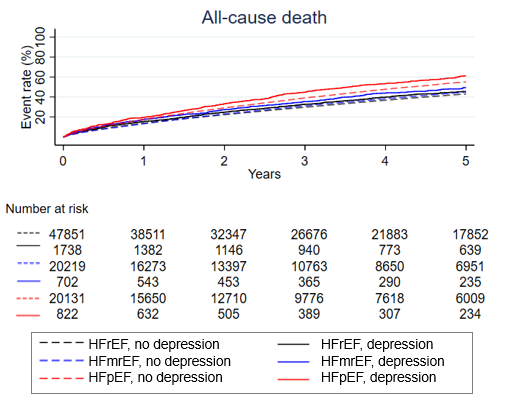 All-cause death
Event rate (%)
20 40 60 80 100
0 1 2 3 4 5
Years
Number at risk
47851 38511 32347 26676 21883 17852
1738 1382 1146 940 773 639
20219 16273 13397 10763 8650 6951
702 543 453 365 290 235
20131 15650 12710 9776 7618 6009
822 632 505 389 307 234
HFrEF, no depression HFrEF, depression
HFmrEF, no depression HFmrEF, depression
HFpEF, no depression HFpEF, depression